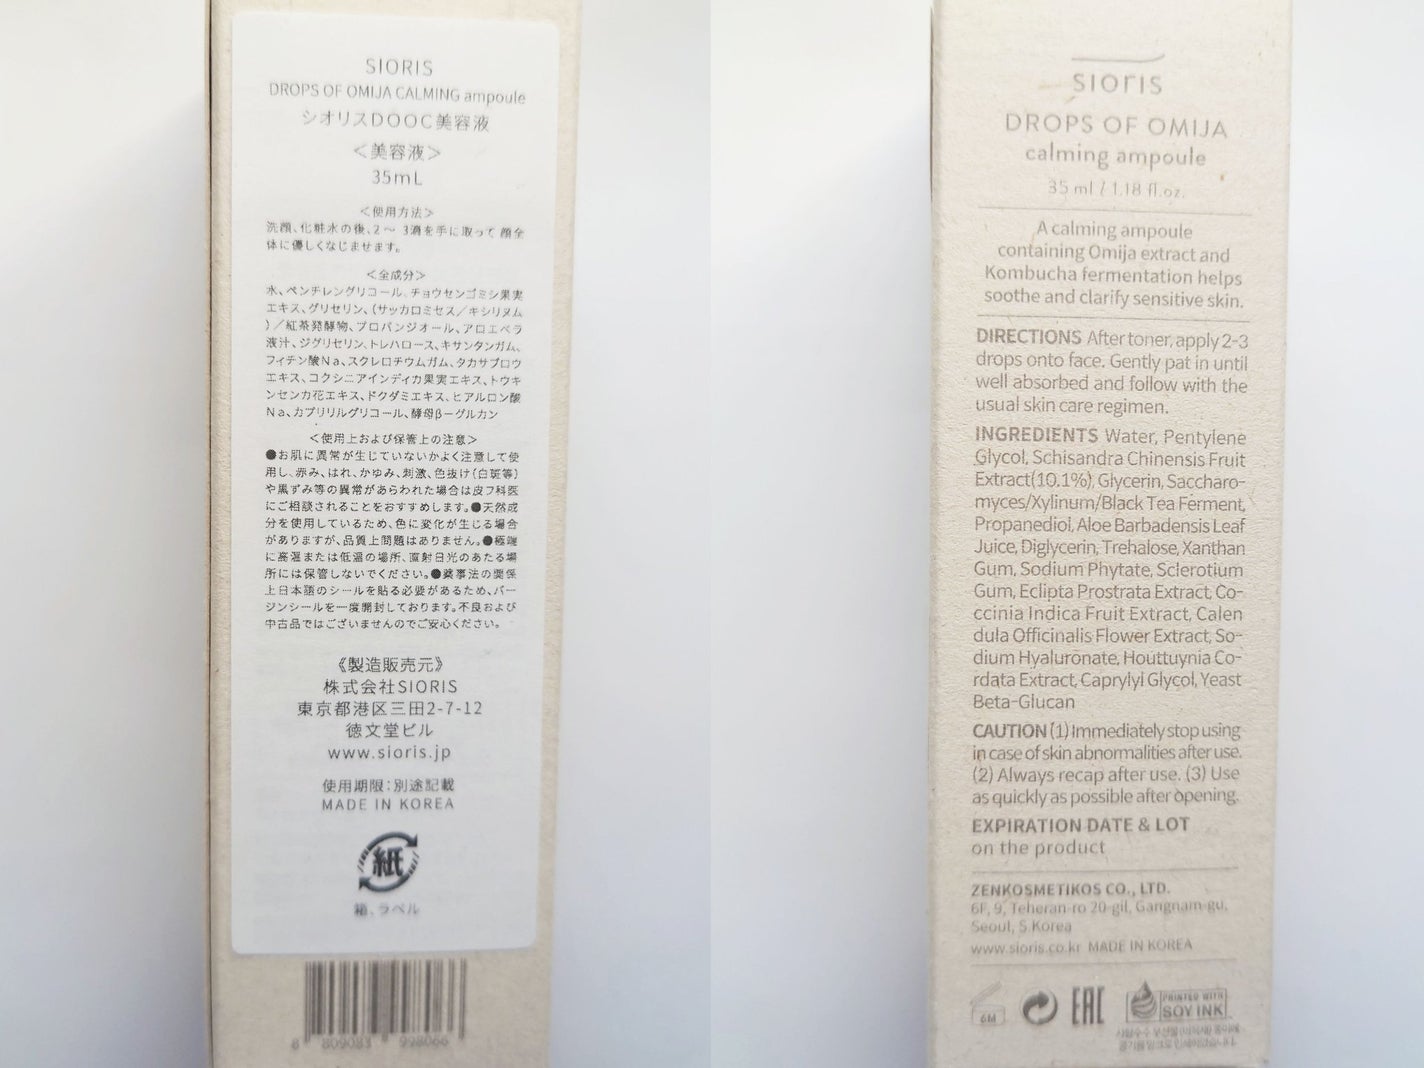 SIORIS
DROPS OF OMIJA CALMING ampoule
シオリスDOOC美容液
＜美容液＞
35mL
＜使用方法＞
洗顔、化粧水の後、2～3滴を手に取って 顔全
体に優しくなじませます。
＜全成分＞
水、ペンチレングリコール、チョウセンゴミシ果実
エキス、グリセリン、(サッカロミセス／キシリヌム
)／紅茶発酵物、プロパンジオール、アロエベラ
液汁、ジグリセリン、トレハロース、キサンタンガム、
フィチン酸Na、スクレロチウムガム、タカサブロウ
エキス、コクシニアインディカ果実エキス、トウキ
ンセンカ花エキス、ドクダミエキス、ヒアルロン酸
Na、カプリリルグリコール、酵母β－グルカン
＜使用上および保管上の注意＞
●お肌に異常が生じていないかよく注意して使
用し、赤み、はれ、かゆみ、刺激、色抜け(白斑等)
や黒ずみ等の異常があらわれた場合は皮フ科医
にご相談されることをおすすめします。●天然成
分を使用しているため、色に変化が生じる場合
がありますが、品質上問題はありません。●極端
に高温または低温の場所、直射日光のあたる場
所には保管しないでください。●薬事法の関係
上日本語のシールを貼る必要があるため、バー
ジンシールを一度開封しております。不良および
中古品ではございませんのでご安心ください。
《製造販売元》
株式会社SIORIS
東京都港区三田2-7-12
徳文堂ビル
www.sioris.jp
使用期限：別途記載
MADE IN KOREA
紙
箱、ラベル
8 809083 998066
sioris
DROPS OF OMIJA
calming ampoule
35 ml / 1.18 fl.oz.
A calming ampoule
containing Omija extract and
Kombucha fermentation helps
soothe and clarify sensitive skin.
DIRECTIONS After toner, apply 2-3
drops onto face. Gently pat in until
well absorbed and follow with the
usual skin care regimen.
INGREDIENTS Water, Pentylene
Glycol, Schisandra Chinensis Fruit
Extract(10.1%), Glycerin, Saccharo-
myces/Xylinum/Black Tea Ferment,
Propanediol, Aloe Barbadensis Leaf
Juice, Diglycerin, Trehalose, Xanthan
Gum, Sodium Phytate, Sclerotium
Gum, Eclipta Prostrata Extract, Co-
ccinia Indica Fruit Extract, Calen
dula Officinalis Flower Extract, So-
dium Hyaluronate, Houttuynia Co-
rdata Extract, Caprylyl Glycol, Yeast
Beta-Glucan
CAUTION (1) Immediately stop using
in case of skin abnormalities after use.
(2) Always recap after use. (3) Use
as quickly as possible after opening.
EXPIRATION DATE & LOT
on the product
ZENKOSMETIKOS CO., LTD.
6F, 9, Teheran-ro 20-gil, Gangnam-gu,
Seoul, S.Korea
www.sioris.co.kr MADE IN KOREA
6M
EAC
PRINTED WITH
SOY INK